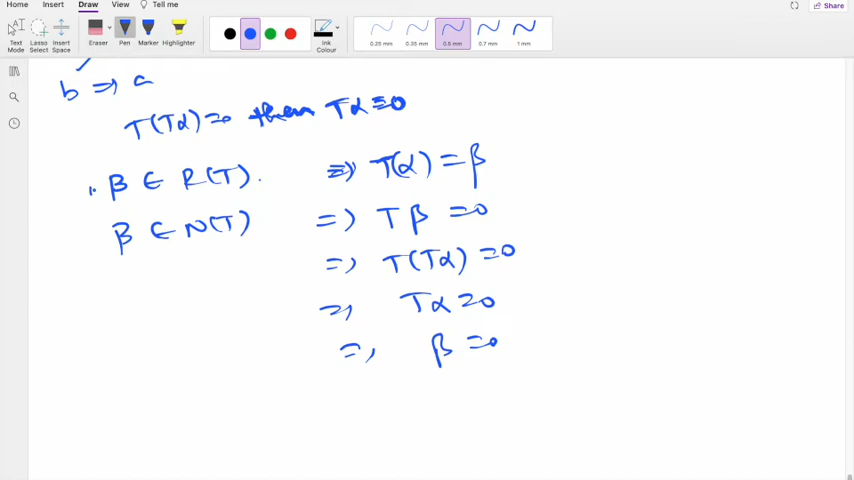 Home Insert Draw View Tell me
Share
Text Mode
Lasso Select
Insert Space
Eraser
Pen
Marker
Highlighter
Ink Colour
0.25 mm
0.35 mm
0.5 mm
0.7 mm
1 mm
b ⇒ a
T(Tα)=0 then Tα=0
β ∈ R(T). ⇒ T(α) = β
β ∈ N(T) ⇒ Tβ = 0
⇒ T(Tα) = 0
⇒ Tα = 0
⇒ β = 0